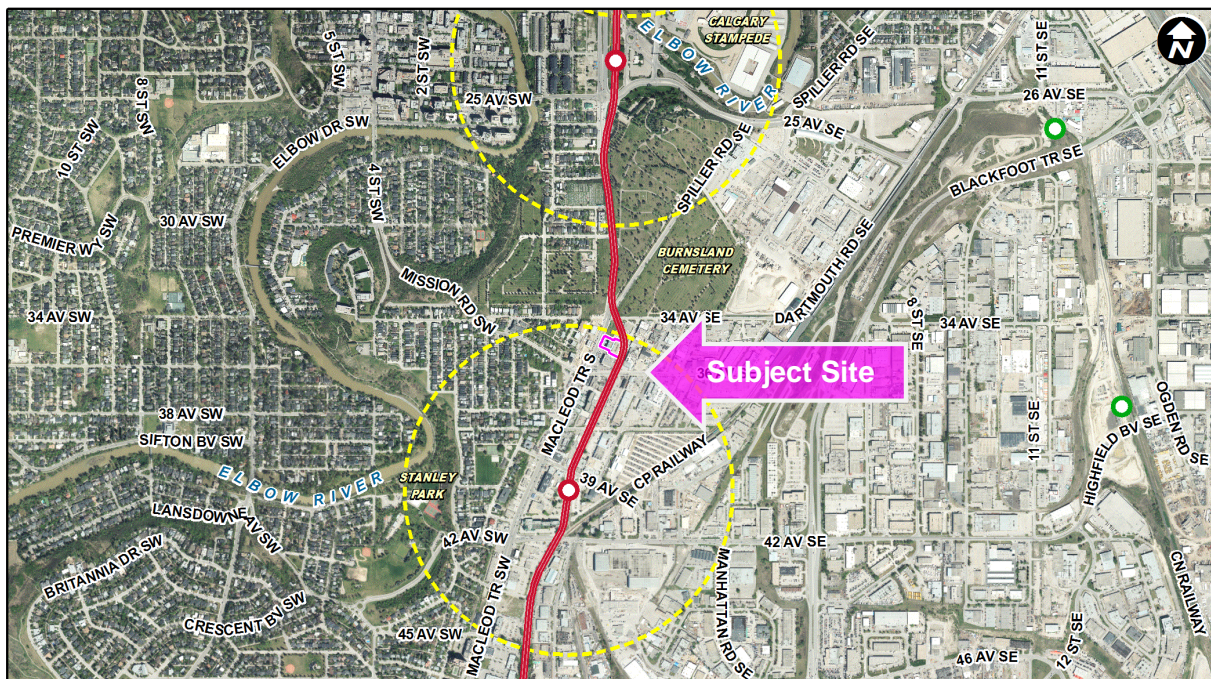 CALGARY
STAMPEDE
ELBOW RIVER
N
5 ST SW
2 ST SW
8 ST SW
25 AV SW
SPILLER RD SE
11 ST SE
26 AV SE
25 AV SE
ELBOW DR SW
10 ST SW
4 ST SW
SPILLER RD SE
BLACKFOOT TR SE
30 AV SW
PREMIER WY SW
BURNSLAND
CEMETERY
MISSION RD SW
DARTMOUTH RD SE
34 AV SW
34 AV SE
8 ST SE
34 AV SE
Subject Site
MACLEOD TR S
OGDEN RD SE
38 AV SW
SIFTON BV SW
11 ST SE
HIGHFIELD BV SE
ELBOW RIVER
STANLEY
PARK
39 AV SE
CP RAILWAY
LANSDOWNE AV SW
42 AV SW
42 AV SE
BRITANNIA DR SW
MANHATTAN RD SE
CN RAILWAY
CRESCENT BV SW
45 AV SW
MACLEOD TR SW
46 AV SE
12 ST SE